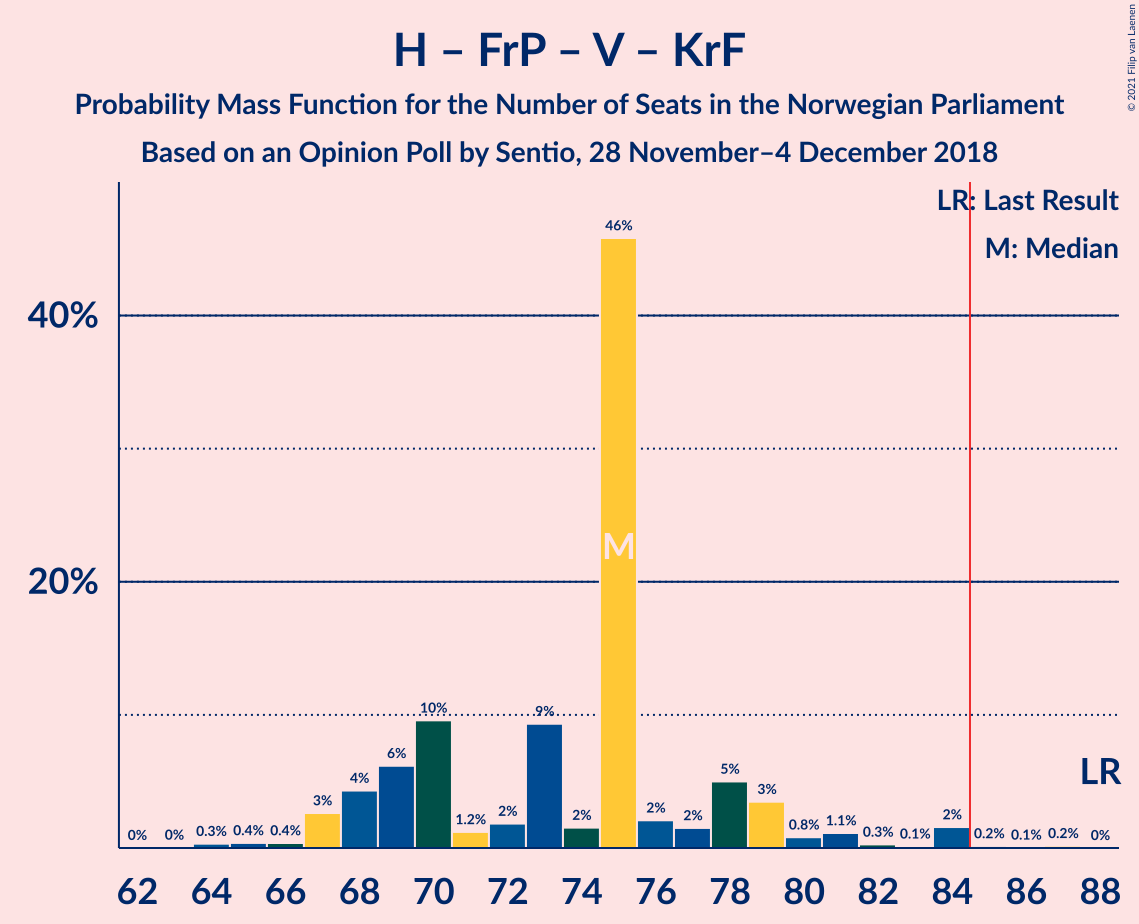 H – FrP – V – KrF
Probability Mass Function for the Number of Seats in the Norwegian Parliament
Based on an Opinion Poll by Sentio, 28 November–4 December 2018
© 2021 Filip van Laenen
LR: Last Result
M: Median
40%
20%
0% 0% 0.3% 0.4% 0.4% 3% 4% 6% 10% 1.2% 2% 9% 2% 46% 2% 2% 5% 3% 0.8% 1.1% 0.3% 0.1% 2% 0.2% 0.1% 0.2% 0%
M
LR
62 64 66 68 70 72 74 76 78 80 82 84 86 88